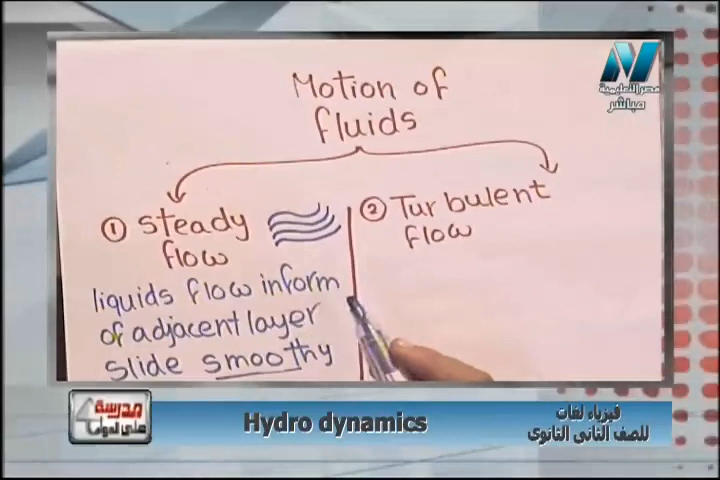 Motion of
fluids
① steady
flow
② Turbulent
flow
liquids flow inform
of adjacent layer
slide smoothy
مصر التعليمية
مباشر
مدرسة
على الهواء
Hydro dynamics
فيزياء لغات
للصف الثانى الثانوى